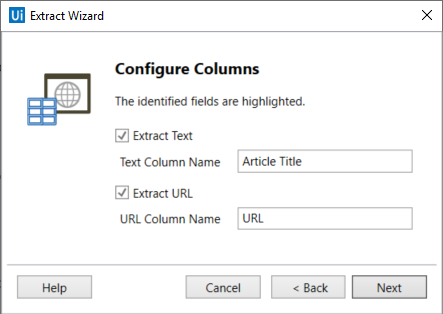 Ui Extract Wizard
Configure Columns
The identified fields are highlighted.
Extract Text
Text Column Name Article Title
Extract URL
URL Column Name URL
Help Cancel < Back Next